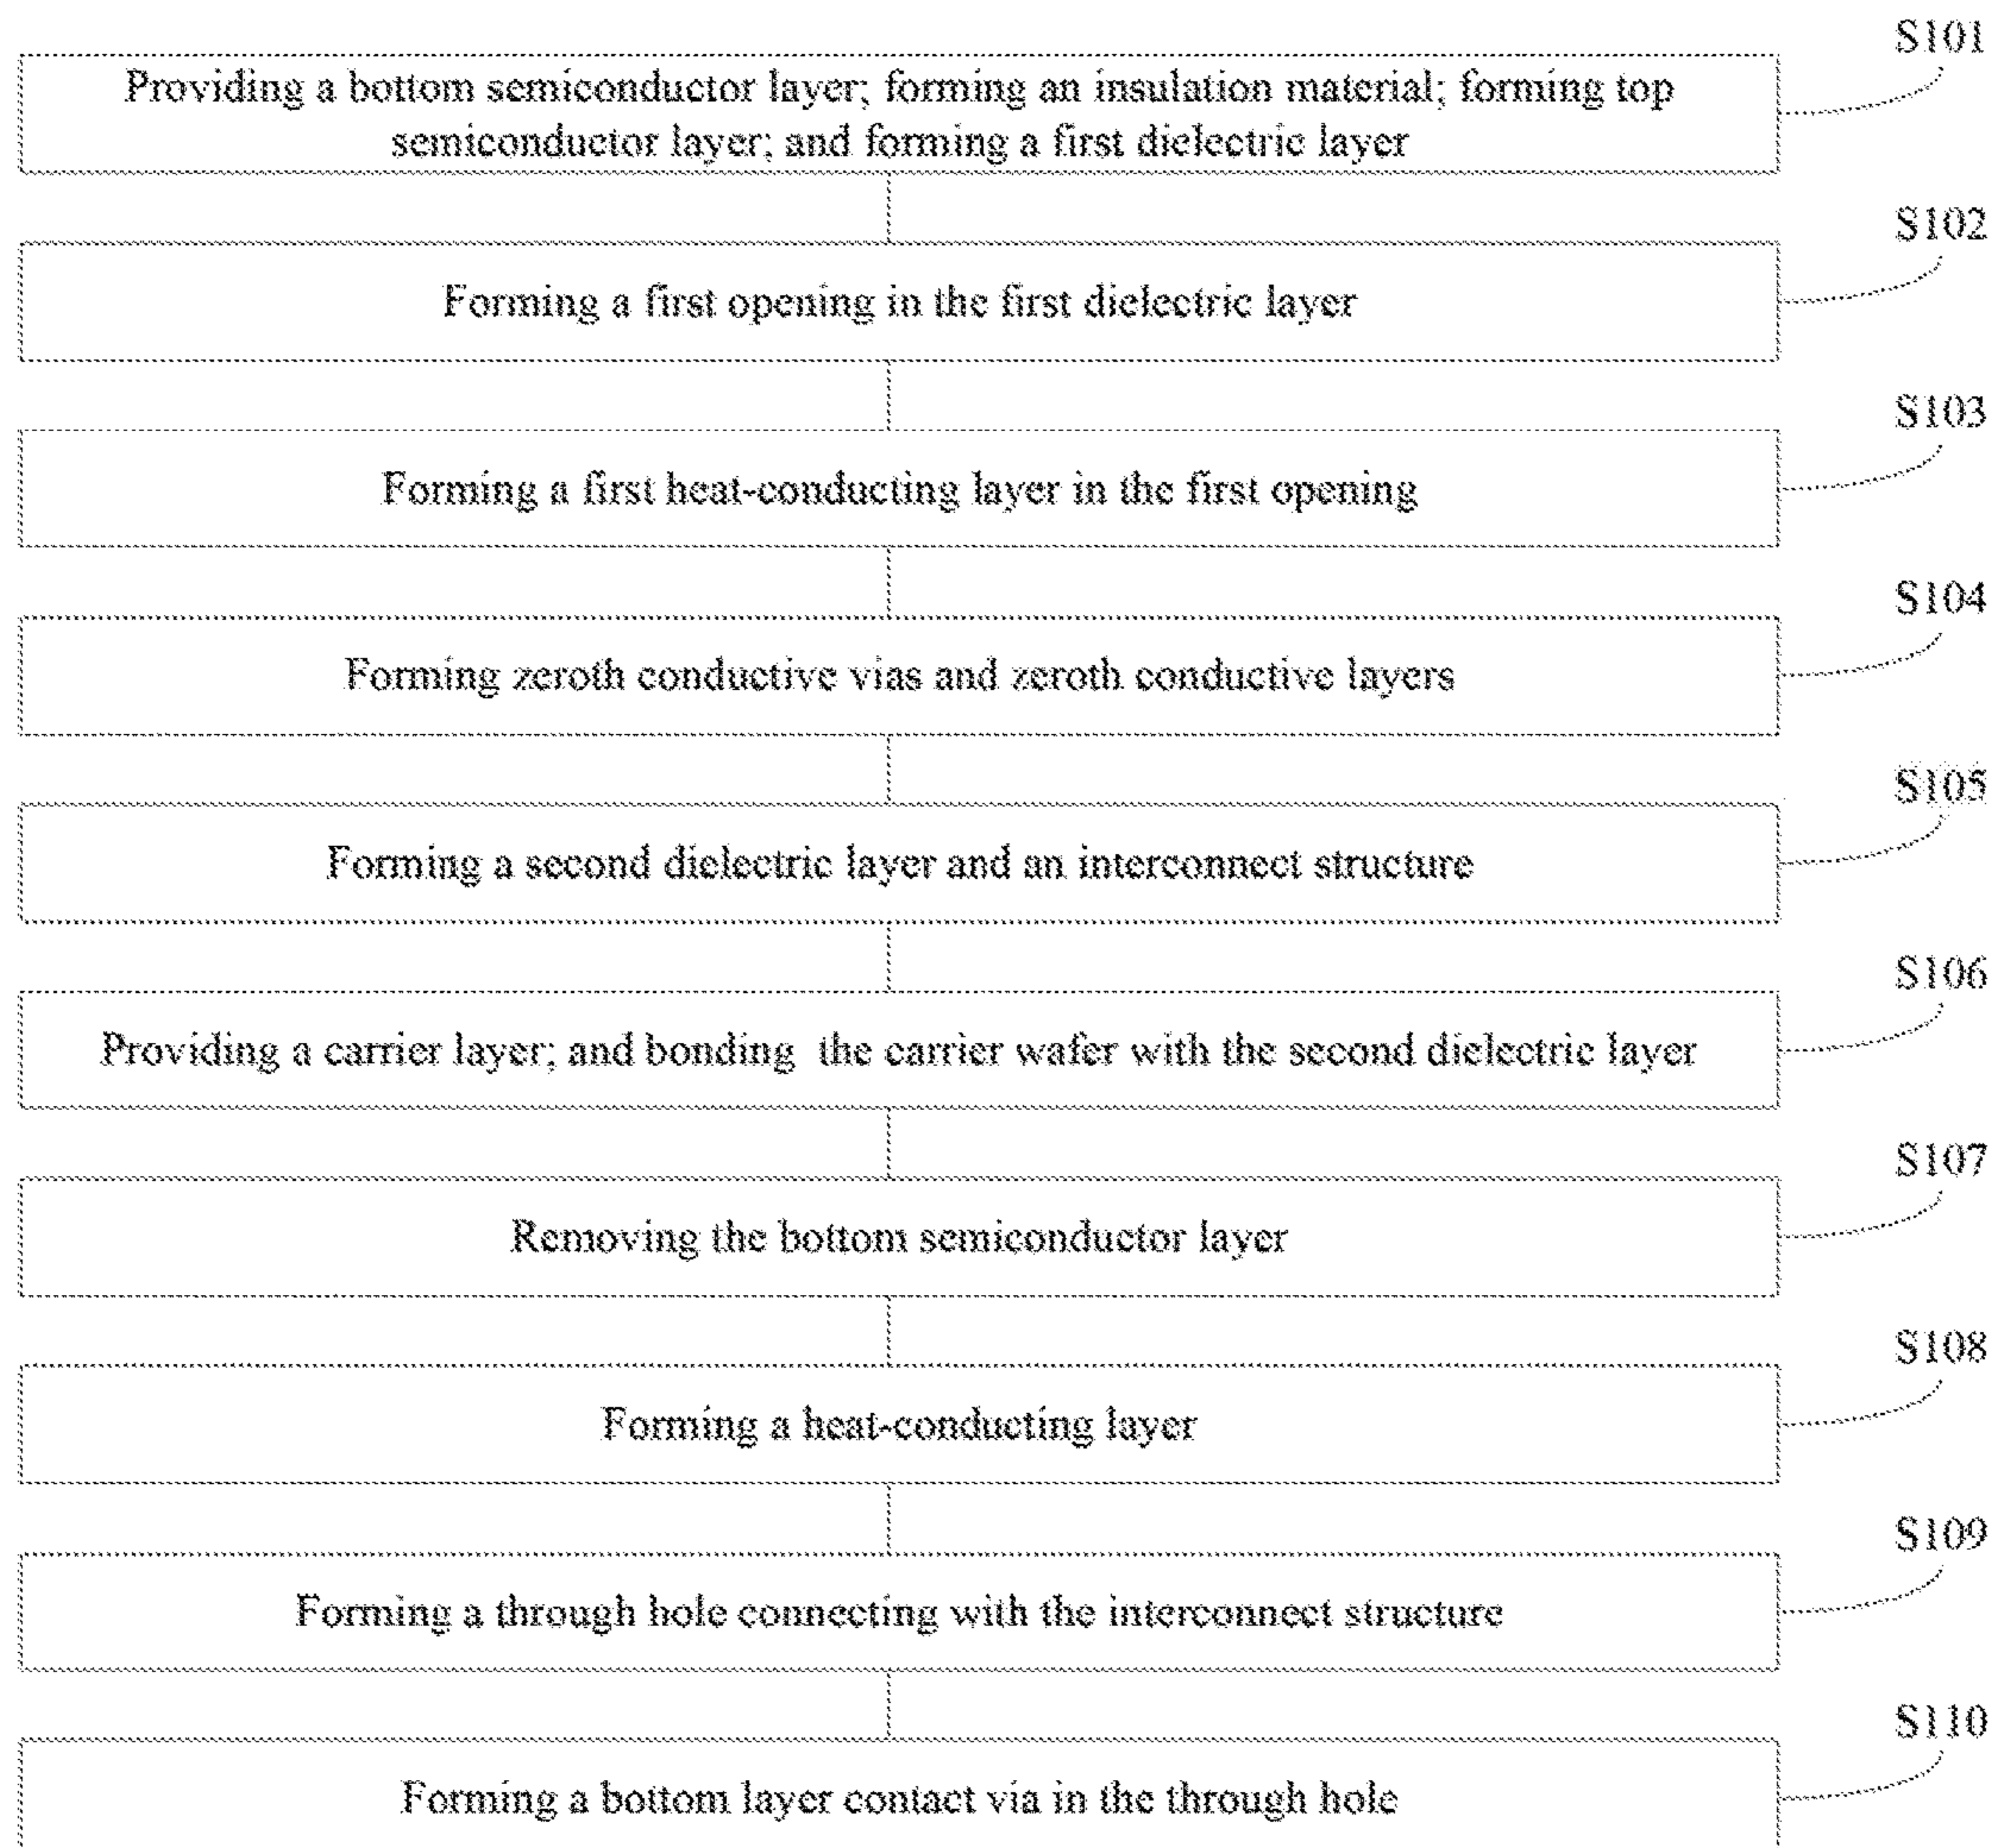 S101
Providing a bottom semiconductor layer; forming an insulation material; forming top
semiconductor layer; and forming a first dielectric layer
S102
Forming a first opening in the first dielectric layer
S103
Forming a first heat-conducting layer in the first opening
S104
Forming zeroth conductive vias and zeroth conductive layers
S105
Forming a second dielectric layer and an interconnect structure
S106
Providing a carrier layer; and bonding the carrier wafer with the second dielectric layer
S107
Removing the bottom semiconductor layer
S108
Forming a heat-conducting layer
S109
Forming a through hole connecting with the interconnect structure
S110
Forming a bottom layer contact via in the through hole